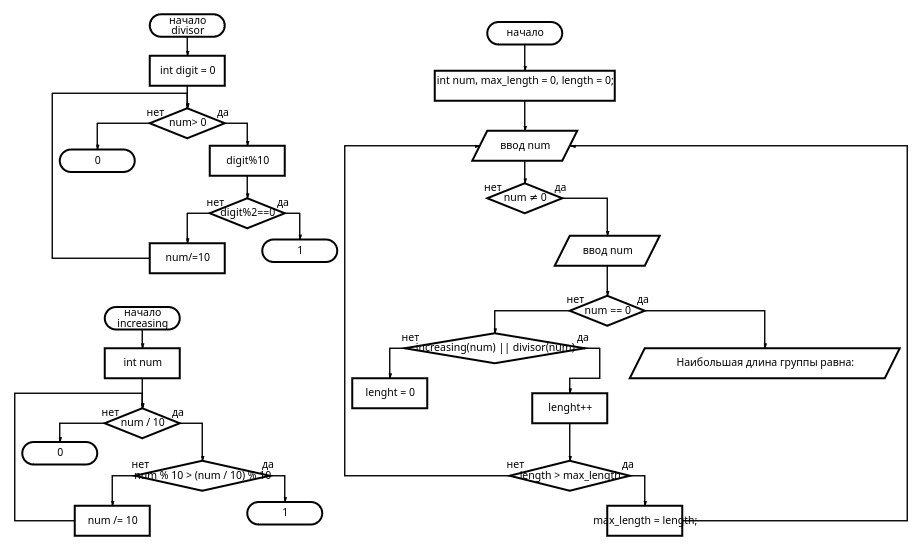 начало
divisor
int digit = 0
нет
да
num> 0
0
digit%10
нет
да
digit%2==0
num/=10
1
начало
increasing
int num
нет
да
num / 10
0
нет
да
num % 10 > (num / 10) % 10
num /= 10
1
начало
int num, max_length = 0, length = 0;
ввод num
нет
да
num ≠ 0
ввод num
нет
да
num == 0
Наибольшая длина группы равна:
нет
да
increasing(num) || divisor(num)
lenght = 0
lenght++
нет
да
length > max_length
max_length = length;